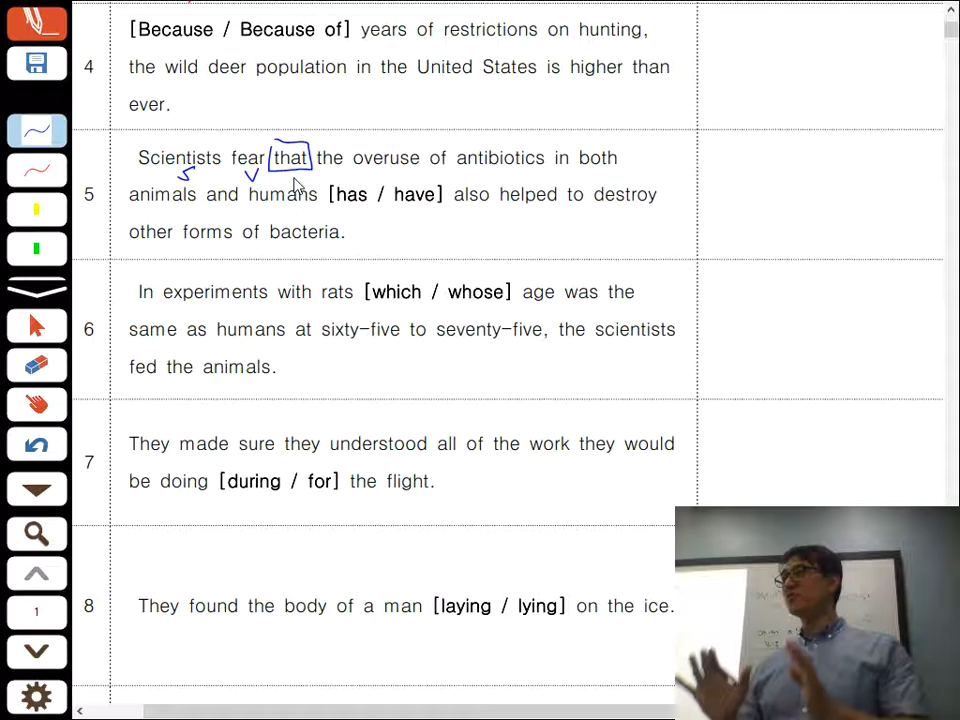 [Because / Because of] years of restrictions on hunting,
4
the wild deer population in the United States is higher than
ever.
Scientists fear that the overuse of antibiotics in both
S V
5
animals and humans [has / have] also helped to destroy
other forms of bacteria.
In experiments with rats [which / whose] age was the
6
same as humans at sixty-five to seventy-five, the scientists
fed the animals.
They made sure they understood all of the work they would
7
be doing [during / for] the flight.
8
They found the body of a man [laying / lying] on the ice.
1